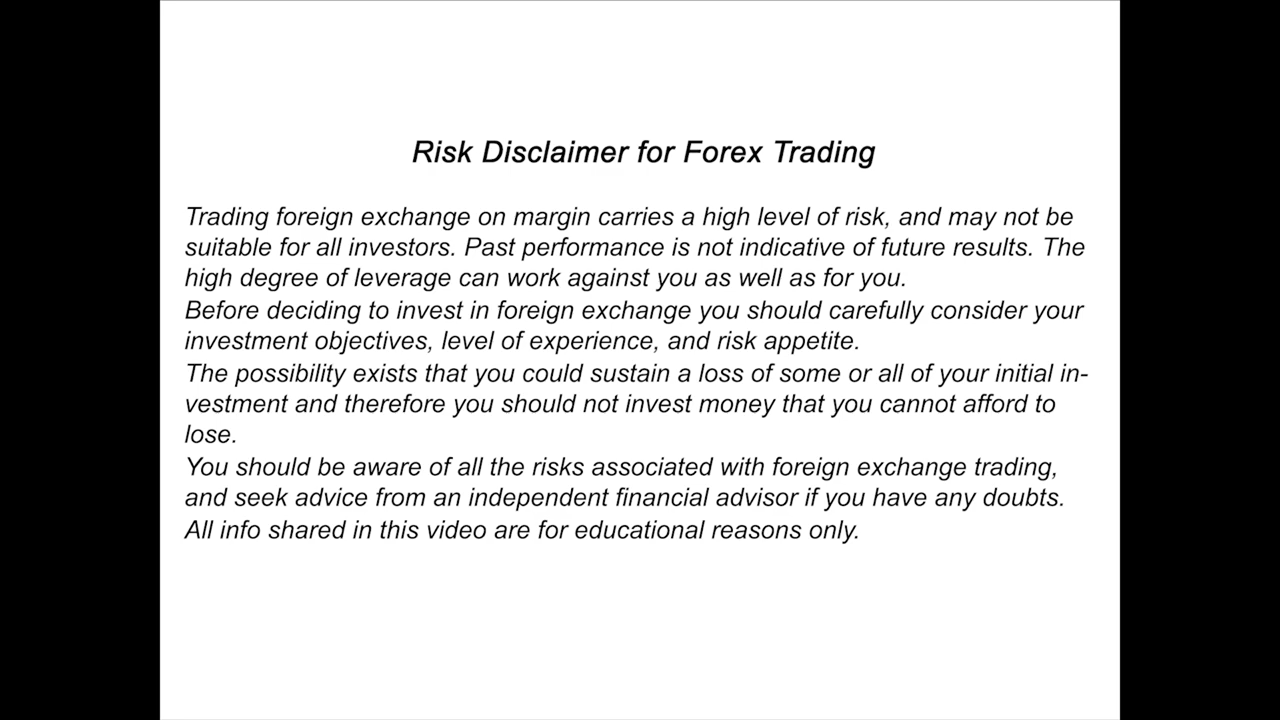 Risk Disclaimer for Forex Trading
Trading foreign exchange on margin carries a high level of risk, and may not be
suitable for all investors. Past performance is not indicative of future results. The
high degree of leverage can work against you as well as for you.
Before deciding to invest in foreign exchange you should carefully consider your
investment objectives, level of experience, and risk appetite.
The possibility exists that you could sustain a loss of some or all of your initial in-
vestment and therefore you should not invest money that you cannot afford to
lose.
You should be aware of all the risks associated with foreign exchange trading,
and seek advice from an independent financial advisor if you have any doubts.
All info shared in this video are for educational reasons only.